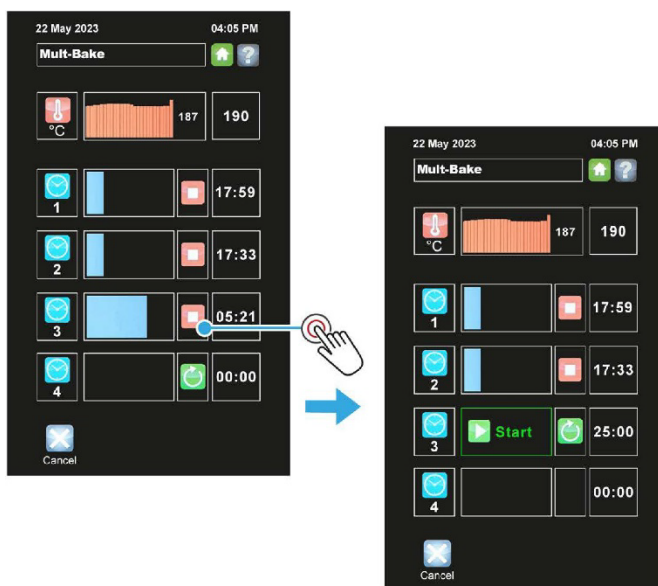 22 May 2023 04:05 PM
Mult-Bake ?
°C 187 190
1 17:59
2 17:33
3 05:21
4 00:00
Cancel
22 May 2023 04:05 PM
Mult-Bake ?
°C 187 190
1 17:59
2 17:33
3 Start 25:00
4 00:00
Cancel